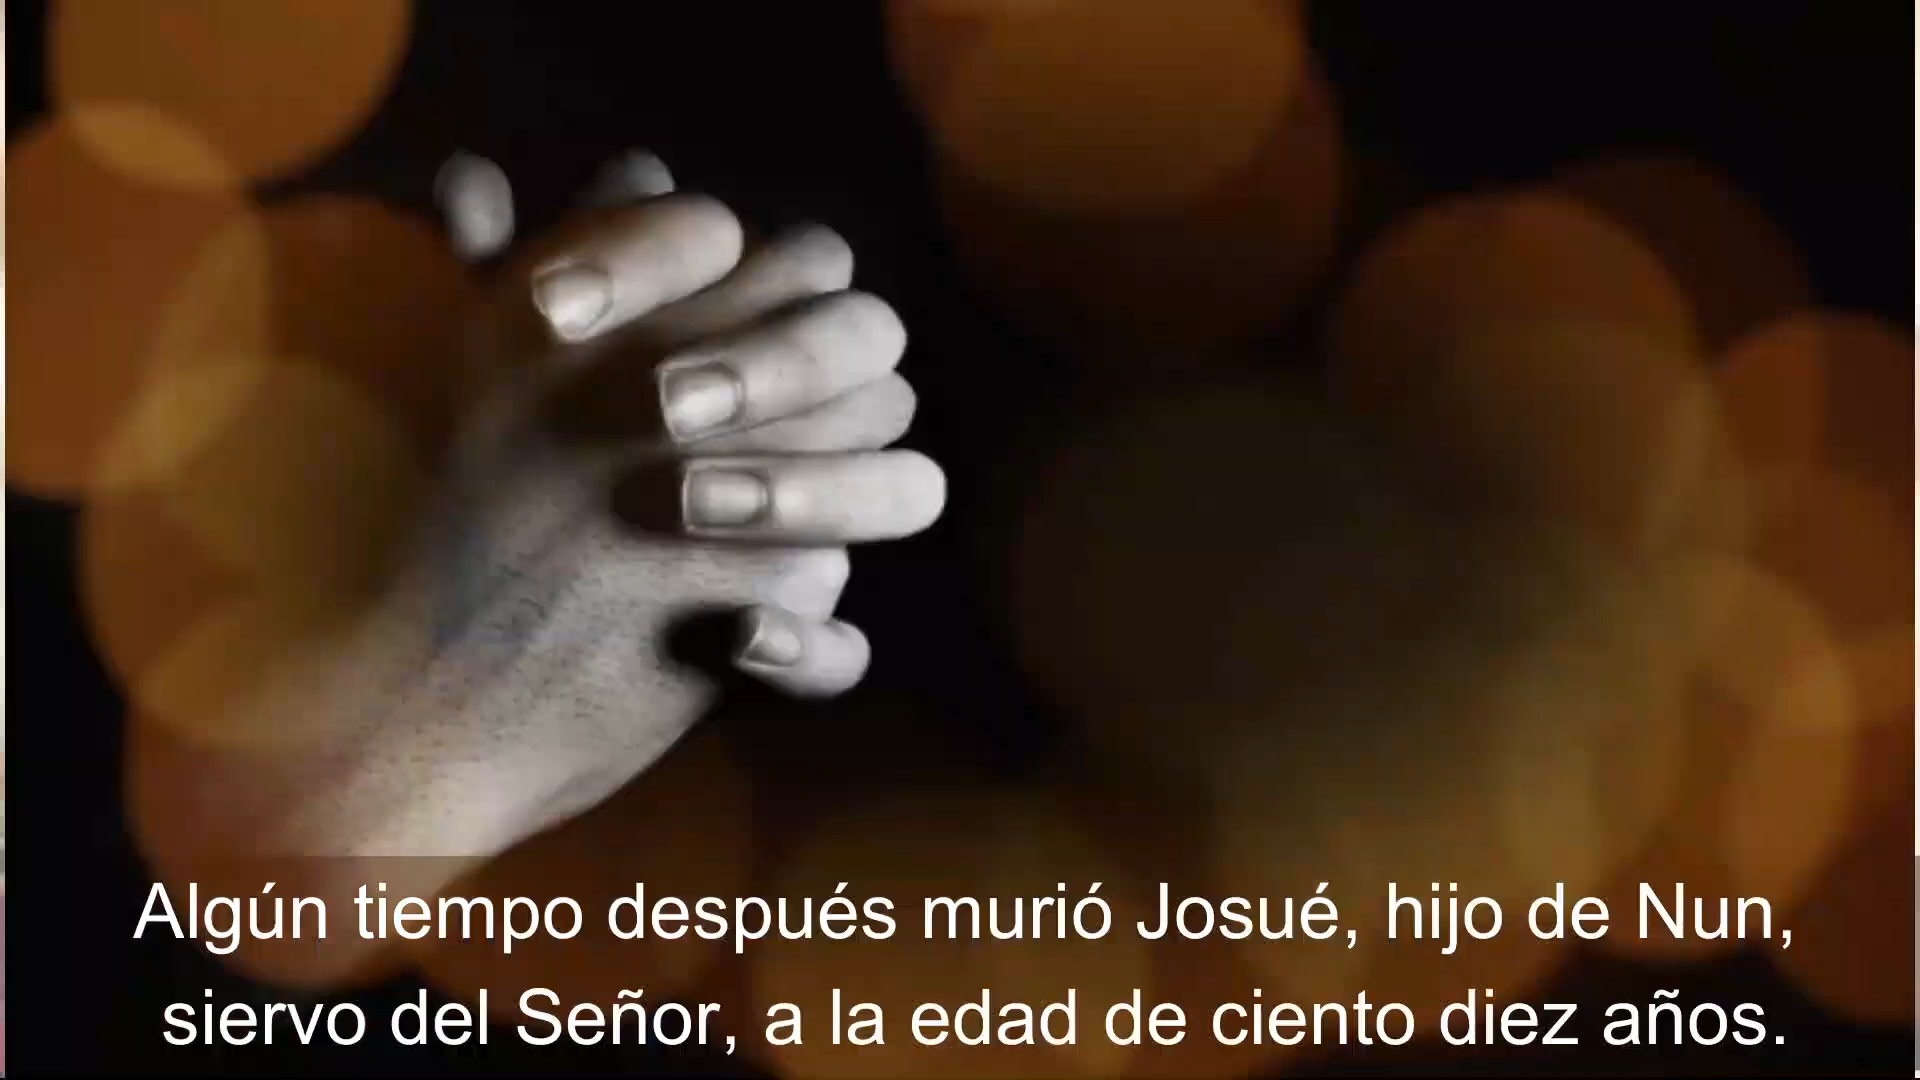 Algún tiempo después murió Josué, hijo de Nun,
siervo del Señor, a la edad de ciento diez años.